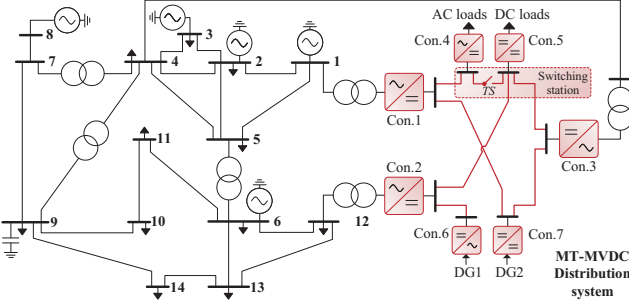 AC loads DC loads
Con.4 Con.5
8 3
7 4 2 1
Switching
station
TS
Con.1
11 5
Con.3
Con.2
9 10 6 12
Con.6 Con.7
DG1 DG2
MT-MVDC
Distribution
system
14 13